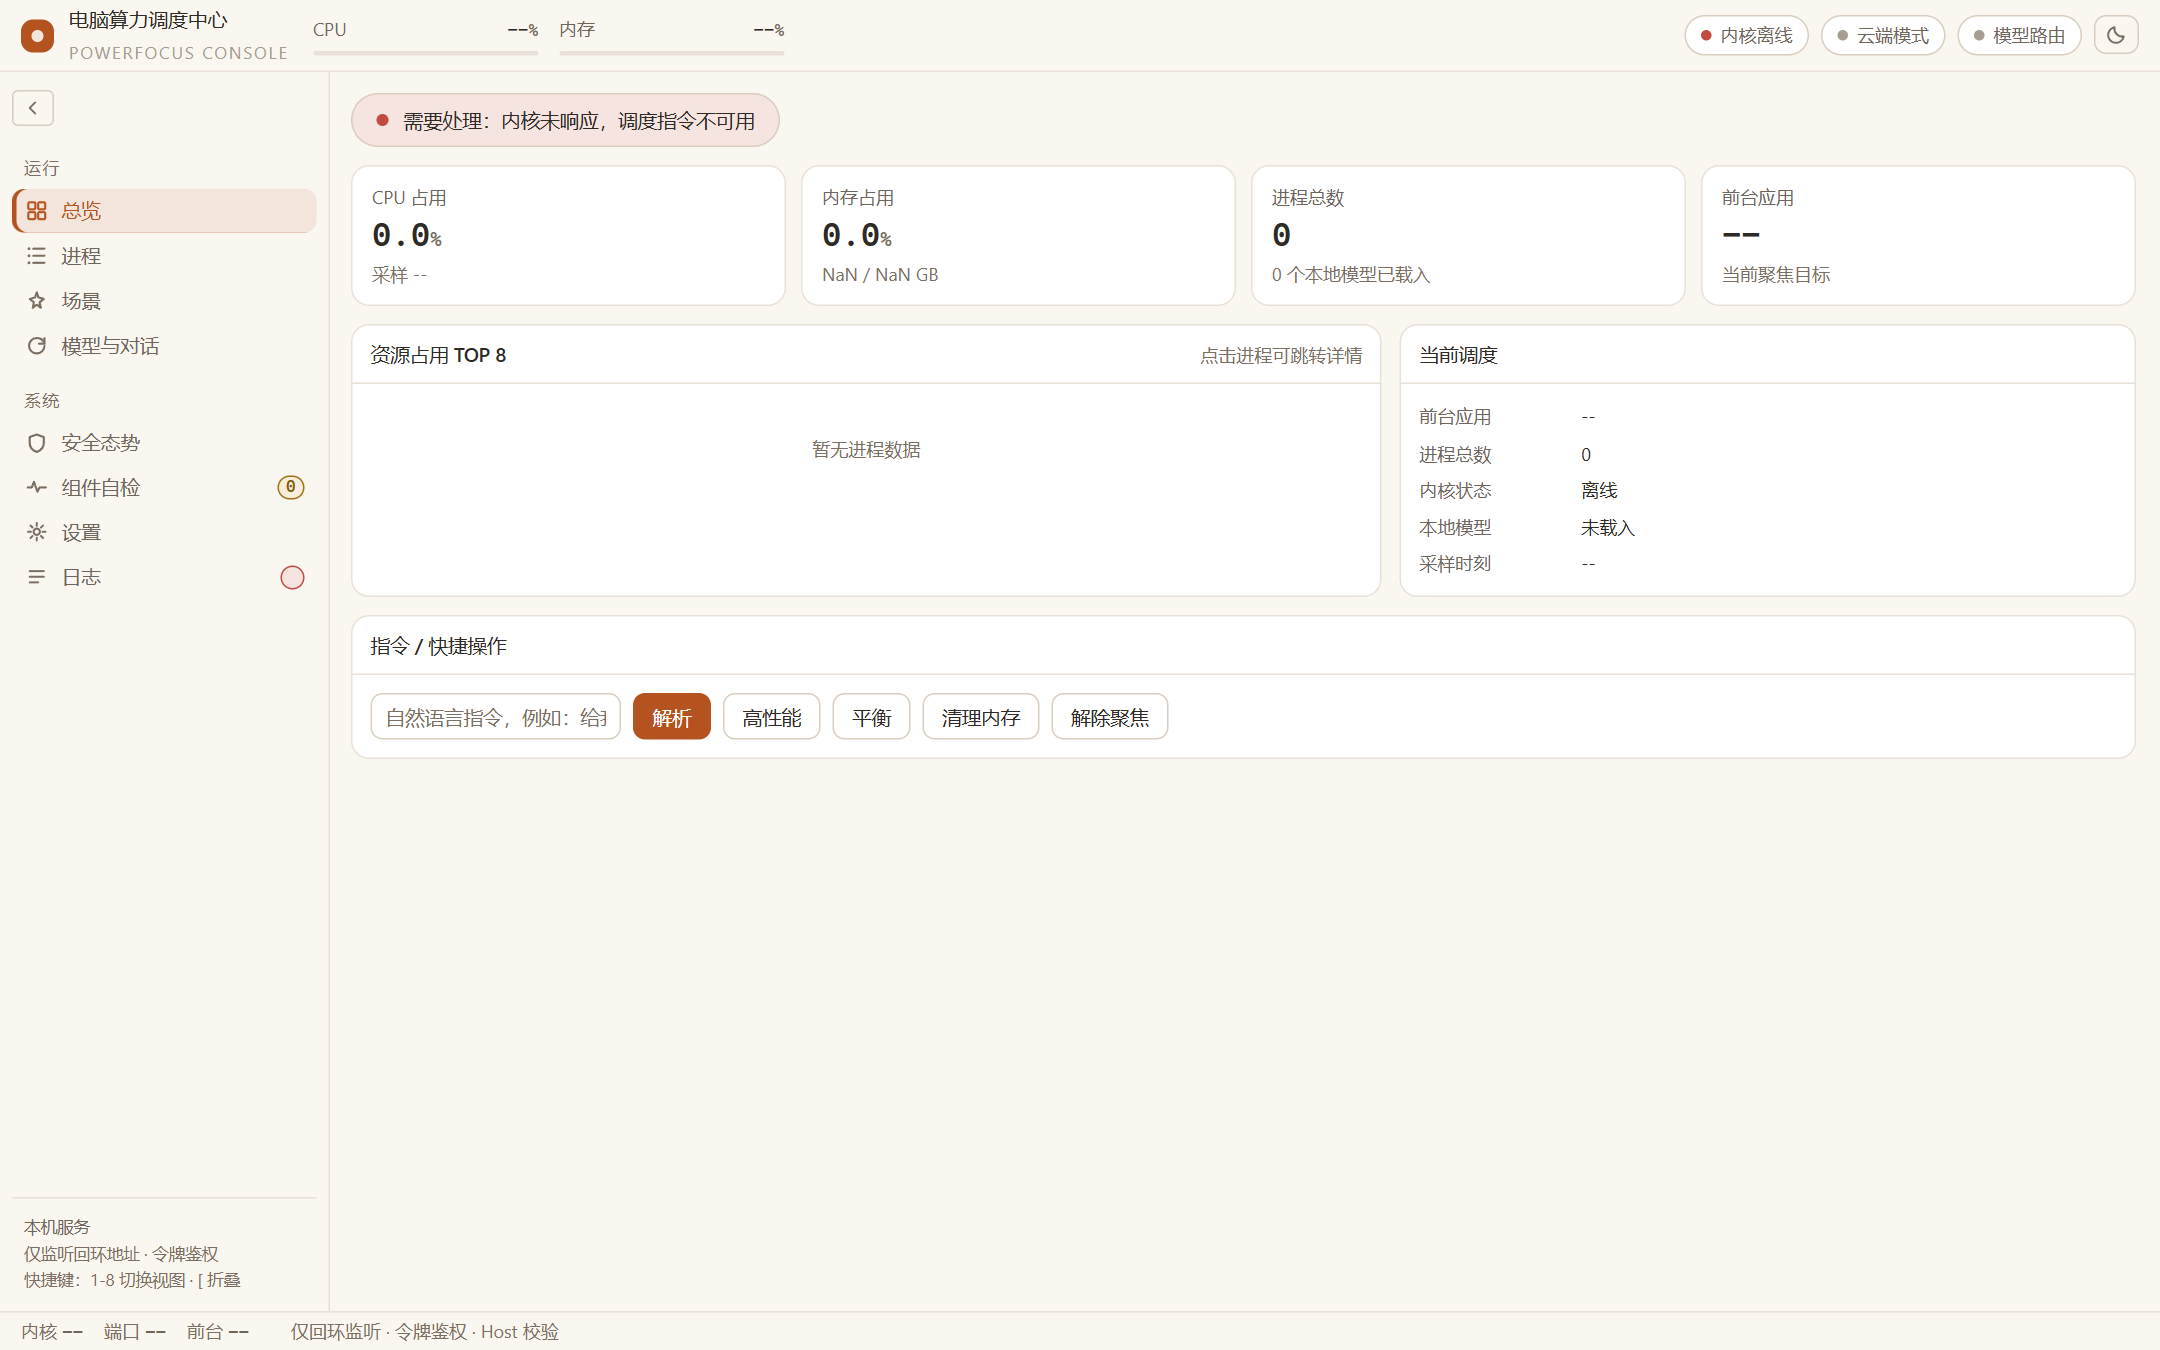 电脑算力调度中心
POWERFOCUS CONSOLE
CPU --%
内存 --%
内核离线
云端模式
模型路由
运行
总览
进程
场景
模型与对话
系统
安全态势
组件自检 0
设置
日志
本机服务
仅监听回环地址 · 令牌鉴权
快捷键：1-8 切换视图 · [ 折叠
需要处理：内核未响应，调度指令不可用
CPU 占用
0.0%
采样 --
内存占用
0.0%
NaN / NaN GB
进程总数
0
0 个本地模型已载入
前台应用
--
当前聚焦目标
资源占用 TOP 8
点击进程可跳转详情
暂无进程数据
当前调度
前台应用 --
进程总数 0
内核状态 离线
本地模型 未载入
采样时刻 --
指令 / 快捷操作
自然语言指令，例如：给
解析
高性能
平衡
清理内存
解除聚焦
内核 -- 端口 -- 前台 -- 仅回环监听 · 令牌鉴权 · Host 校验